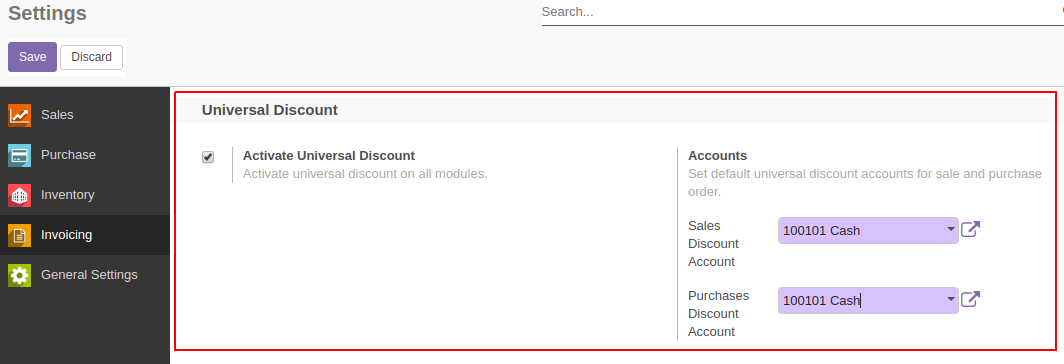 Settings
Search...
Save Discard
Sales
Purchase
Inventory
Invoicing
General Settings
Universal Discount
Activate Universal Discount
Activate universal discount on all modules.
Accounts
Set default universal discount accounts for sale and purchase
order.
Sales
Discount
Account
100101 Cash
Purchases
Discount
Account
100101 Cash